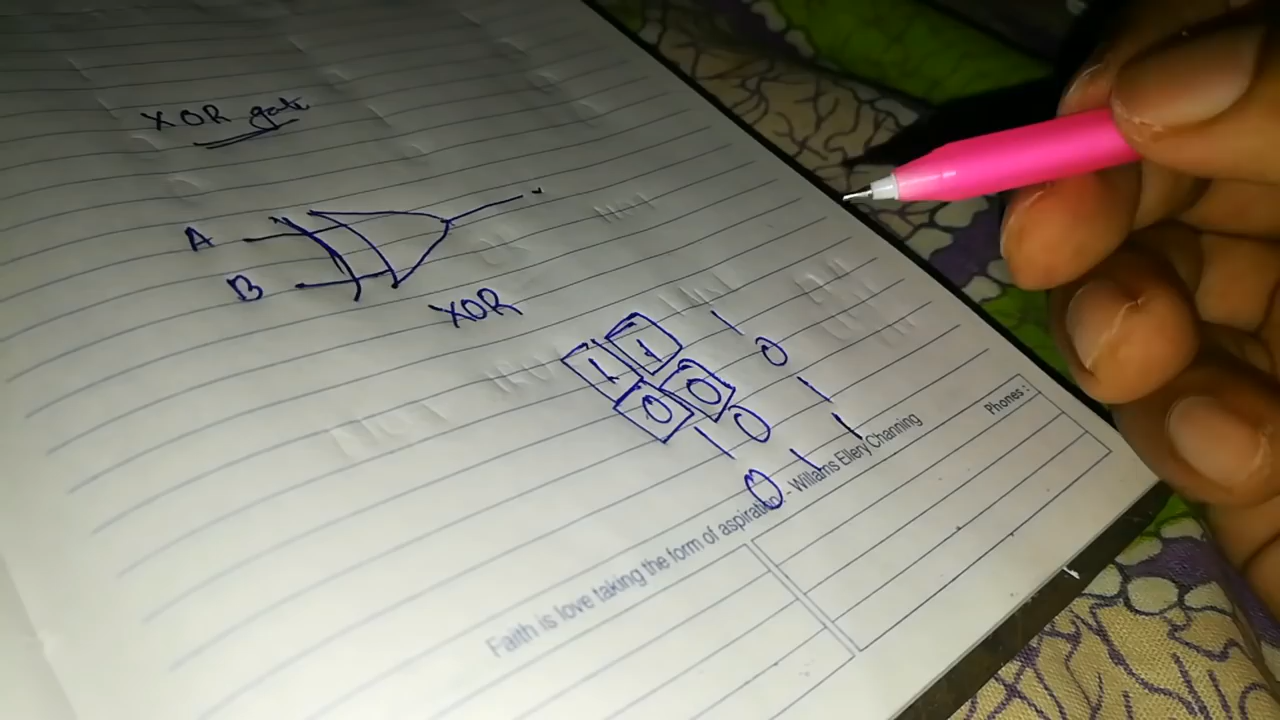 XOR gate
A
B
XOR
1 1 1
0 0 0 1
1 0 1
0 1
Phones :
Faith is love taking the form of aspiration. - Willams Ellery Channing